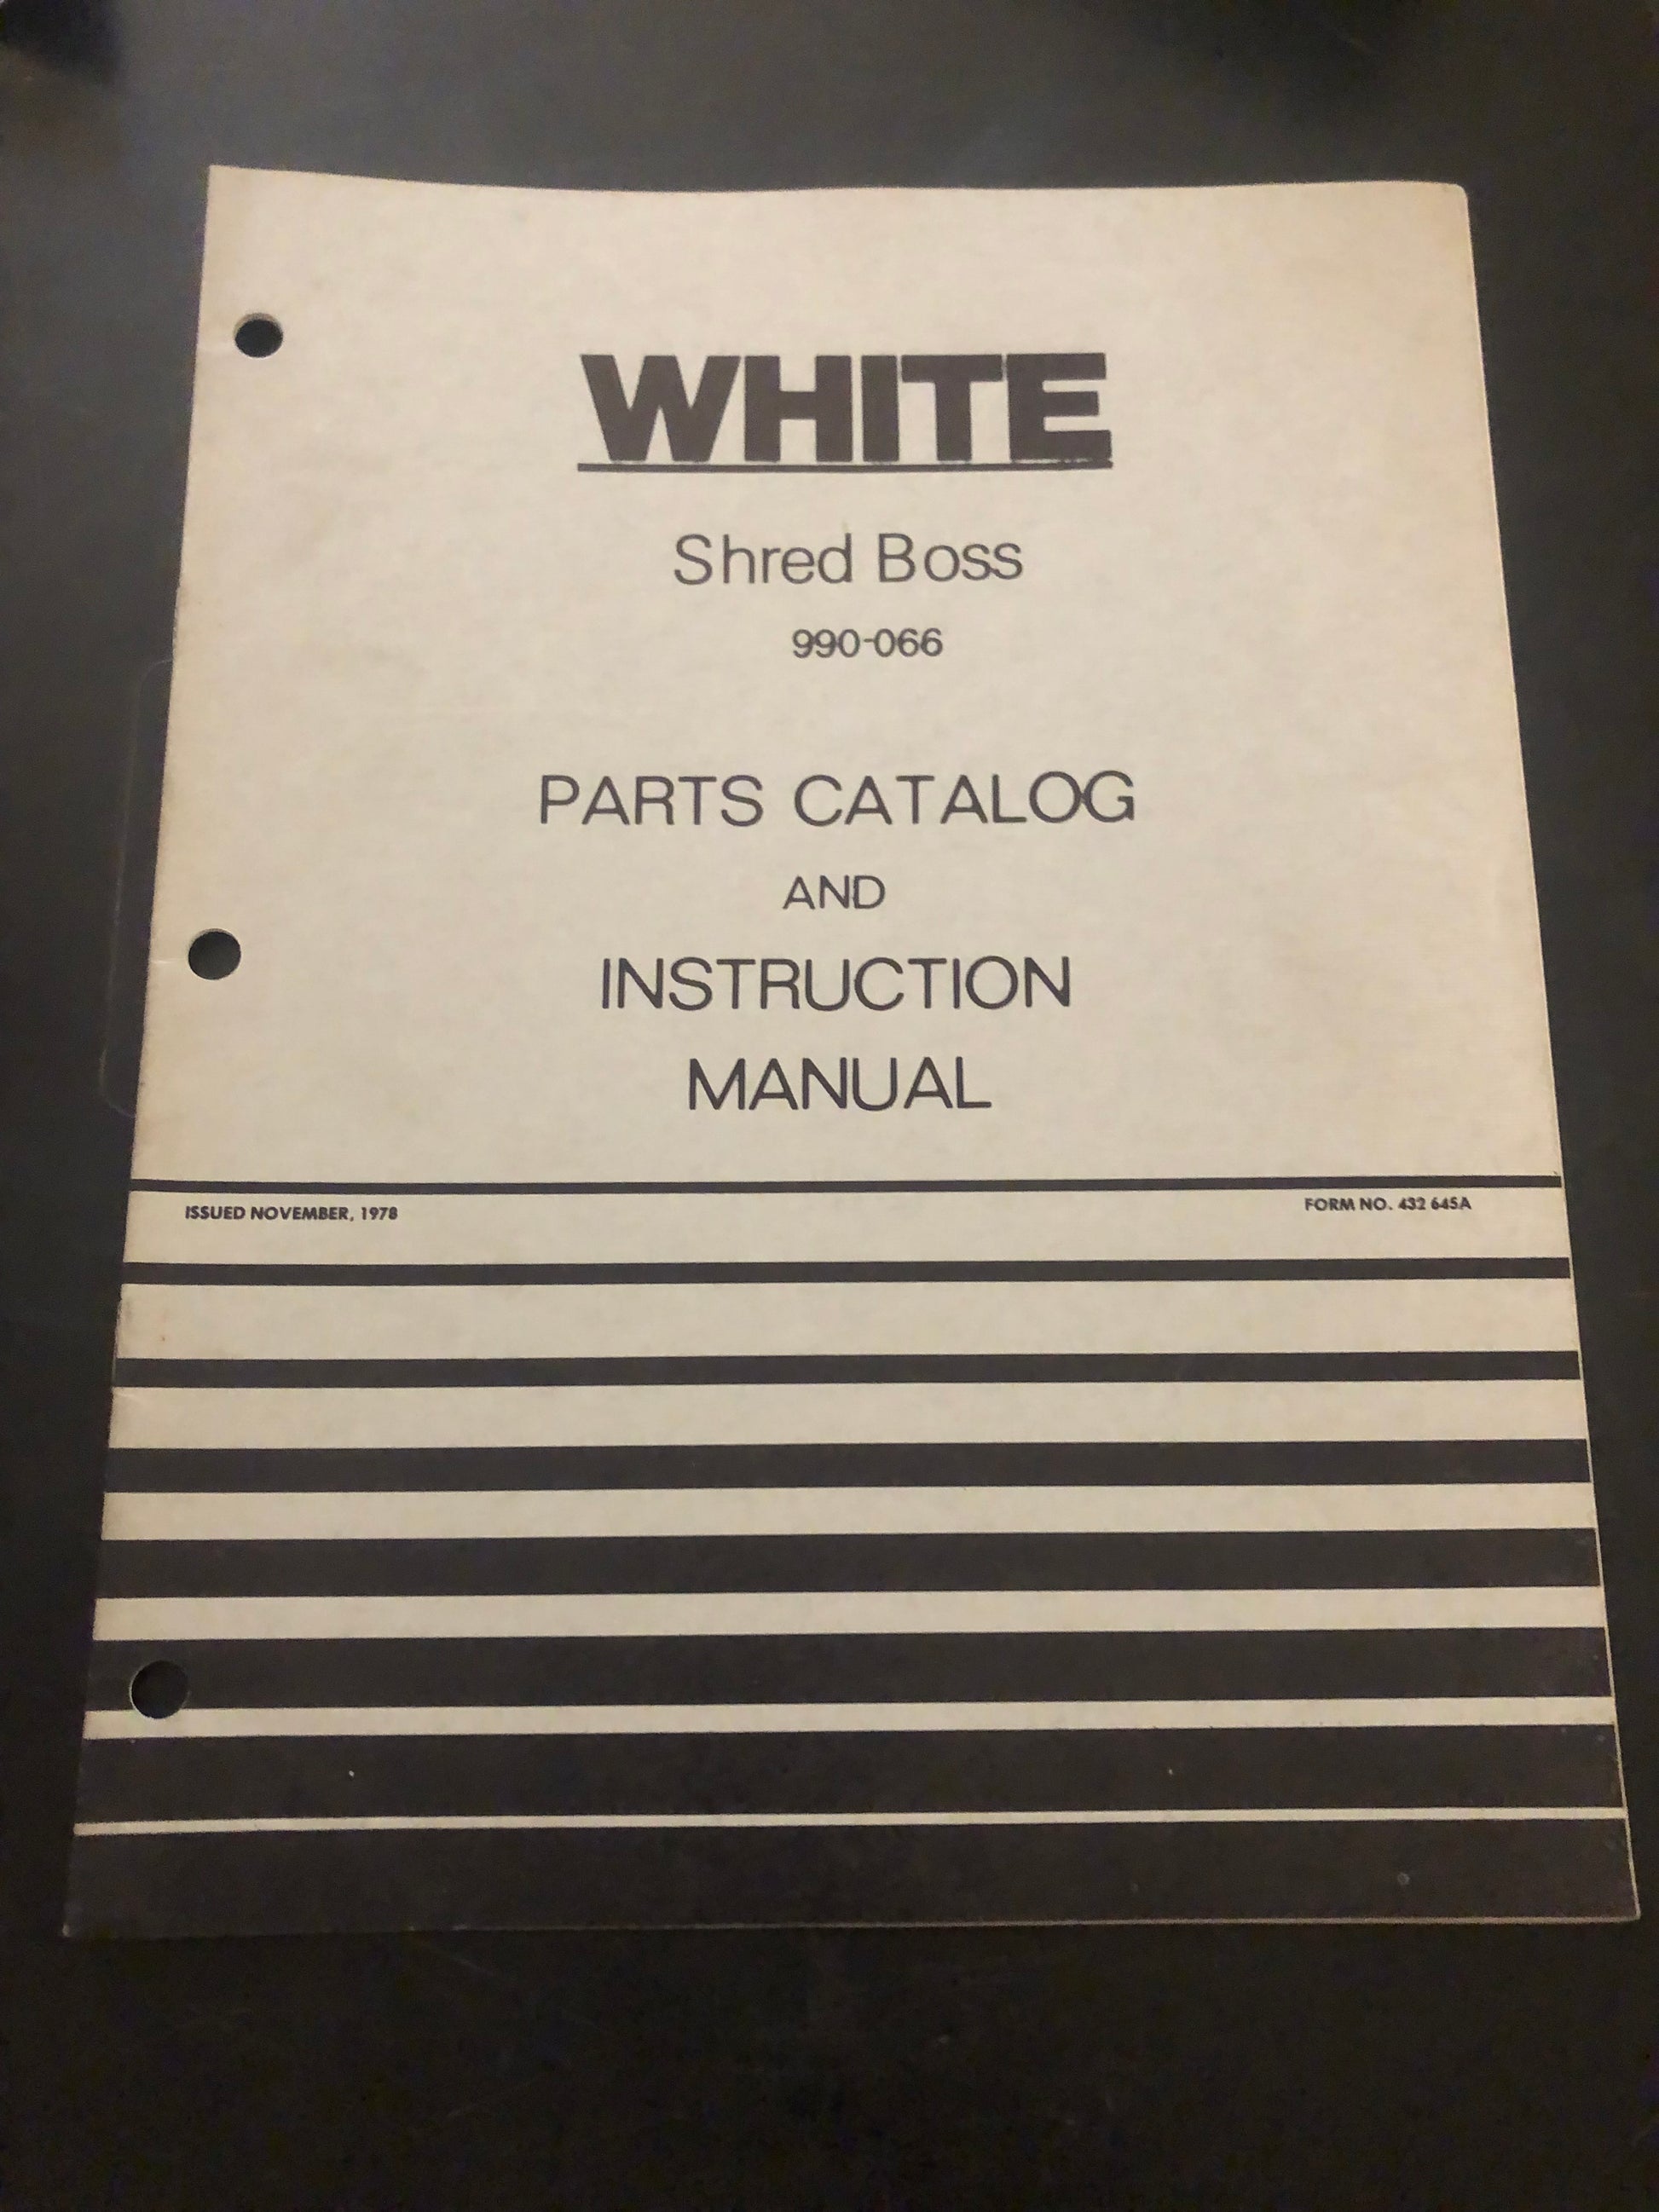 WHITE
Shred Boss
990-066
PARTS CATALOG
AND
INSTRUCTION
MANUAL
ISSUED NOVEMBER, 1978
FORM NO. 432 645A